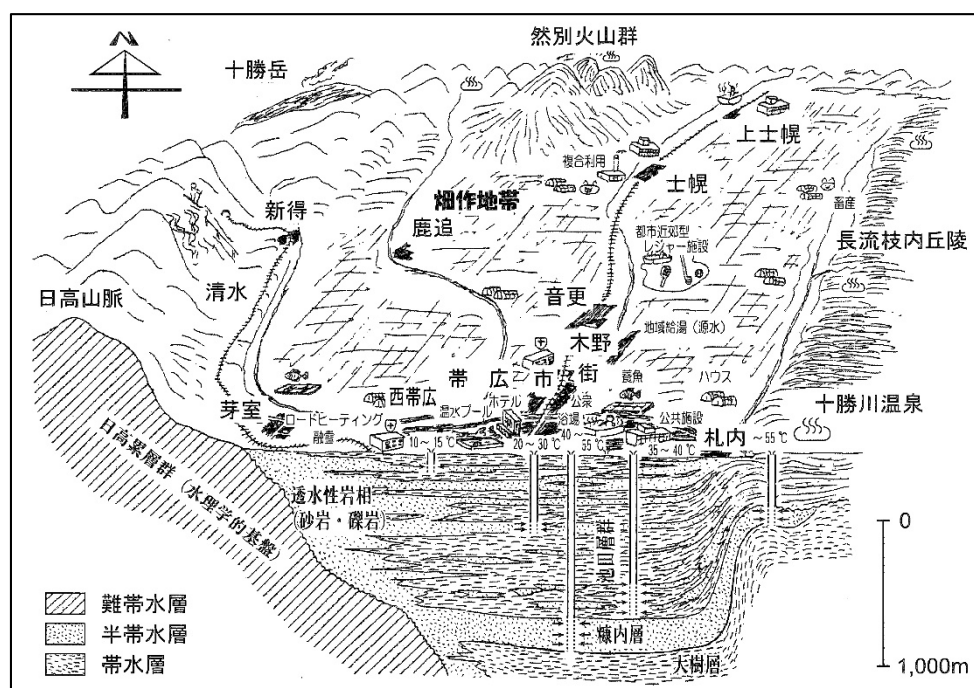 N
十勝岳
然別火山群
上士幌
複合利用
士幌
畑作地帯
鹿追
新得
畜産
都市近郊型
レジャー施設
長流枝内丘陵
清水
日高山脈
音更
地域給湯(源水)
木野
帯広市街
養魚
ハウス
西帯広
温水プール
ホテル
公衆
浴場
公共施設
十勝川温泉
芽室
ロードヒーティング
融雪
10～15℃
20～30℃
40～
55℃
35～40℃
札内
～55℃
日高累層群(水理学的基盤)
透水性岩相
(砂岩・礫岩)
池田層群
糠内層
大樹層
0
1,000m
難帯水層
半帯水層
帯水層